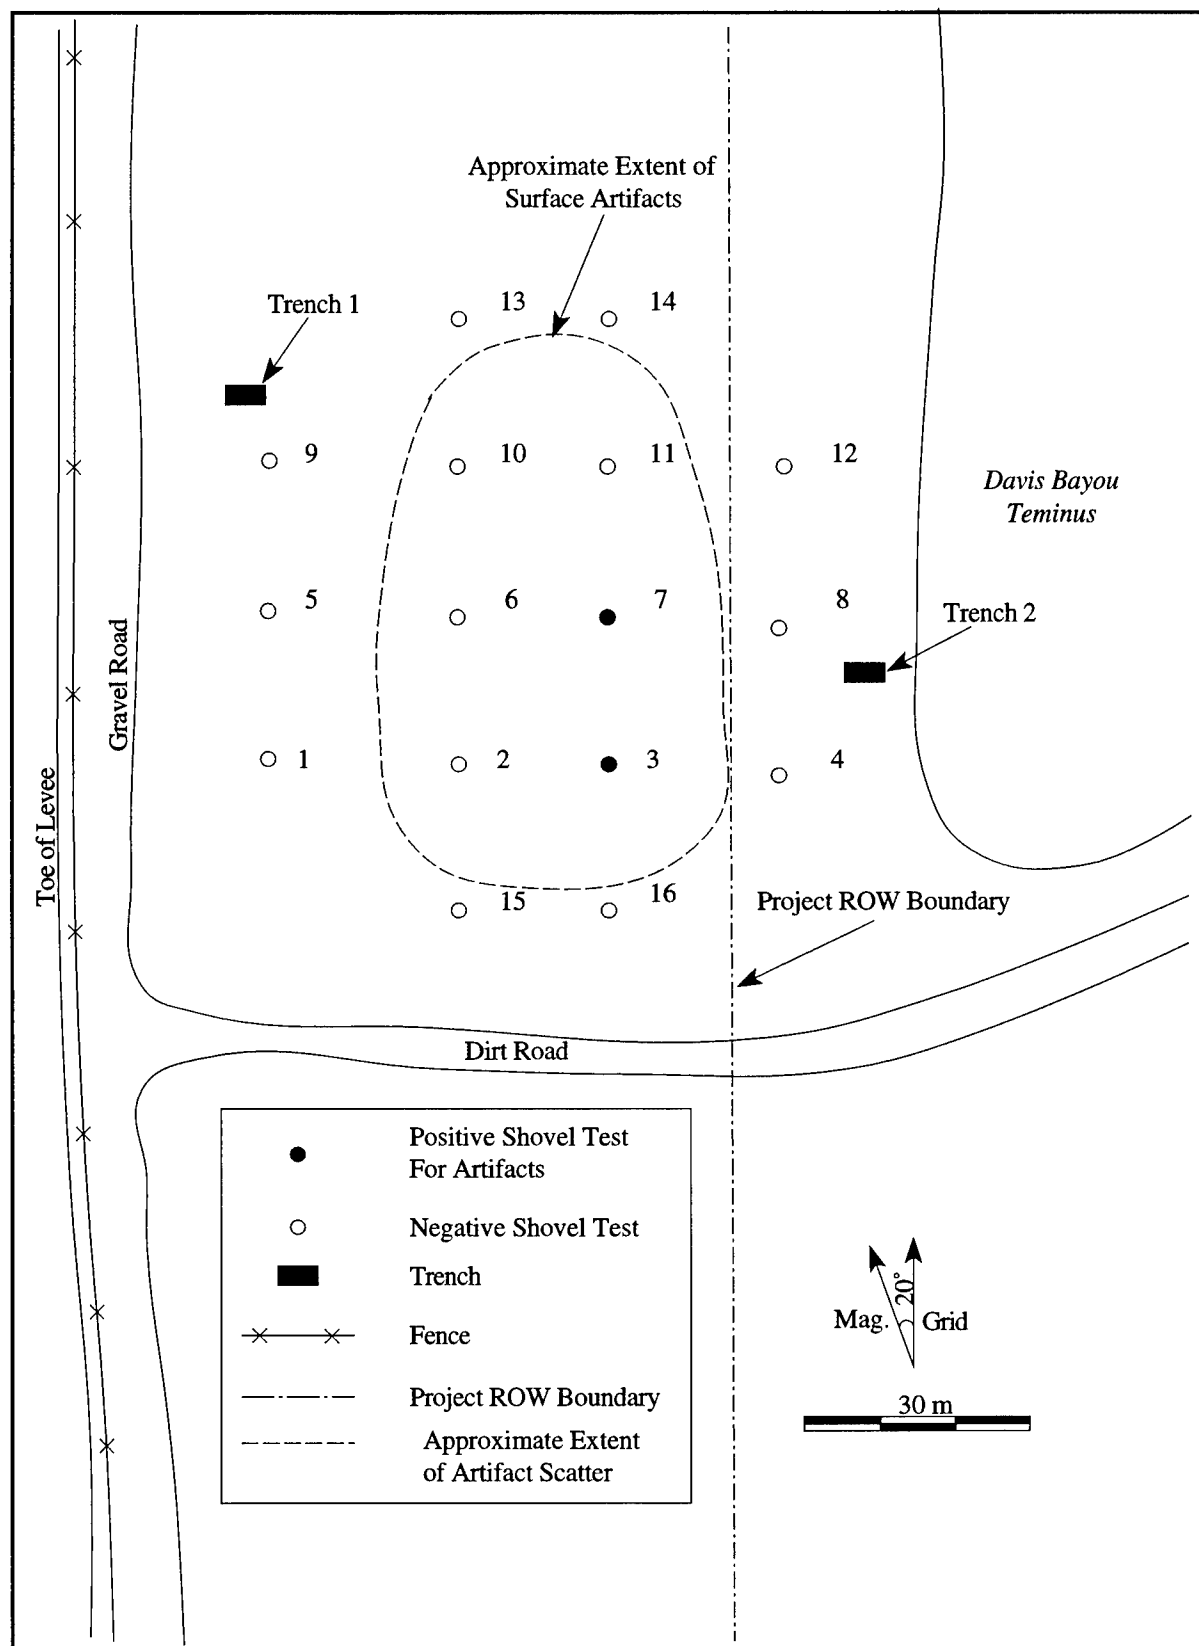 Approximate Extent of
Surface Artifacts
Trench 1
13
14
9
10
11
12
Davis Bayou
Teminus
5
6
7
8
Trench 2
Gravel Road
1
2
3
4
Toe of Levee
15
16
Project ROW Boundary
Dirt Road
Positive Shovel Test
For Artifacts
Negative Shovel Test
Trench
Fence
Project ROW Boundary
Approximate Extent
of Artifact Scatter
20°
Mag.
Grid
30 m